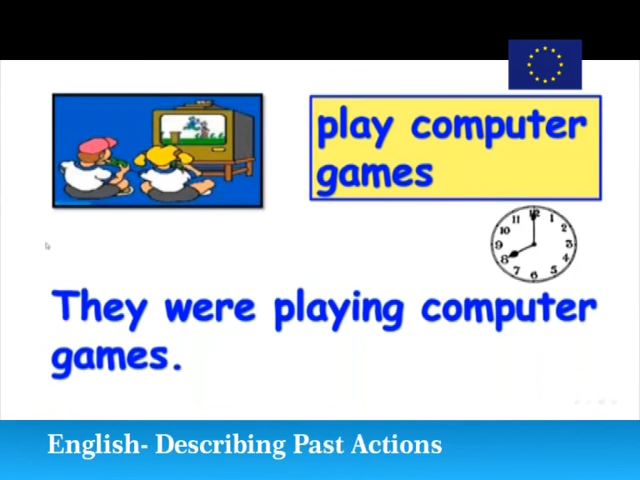 play computer
games
They were playing computer
games.
English- Describing Past Actions